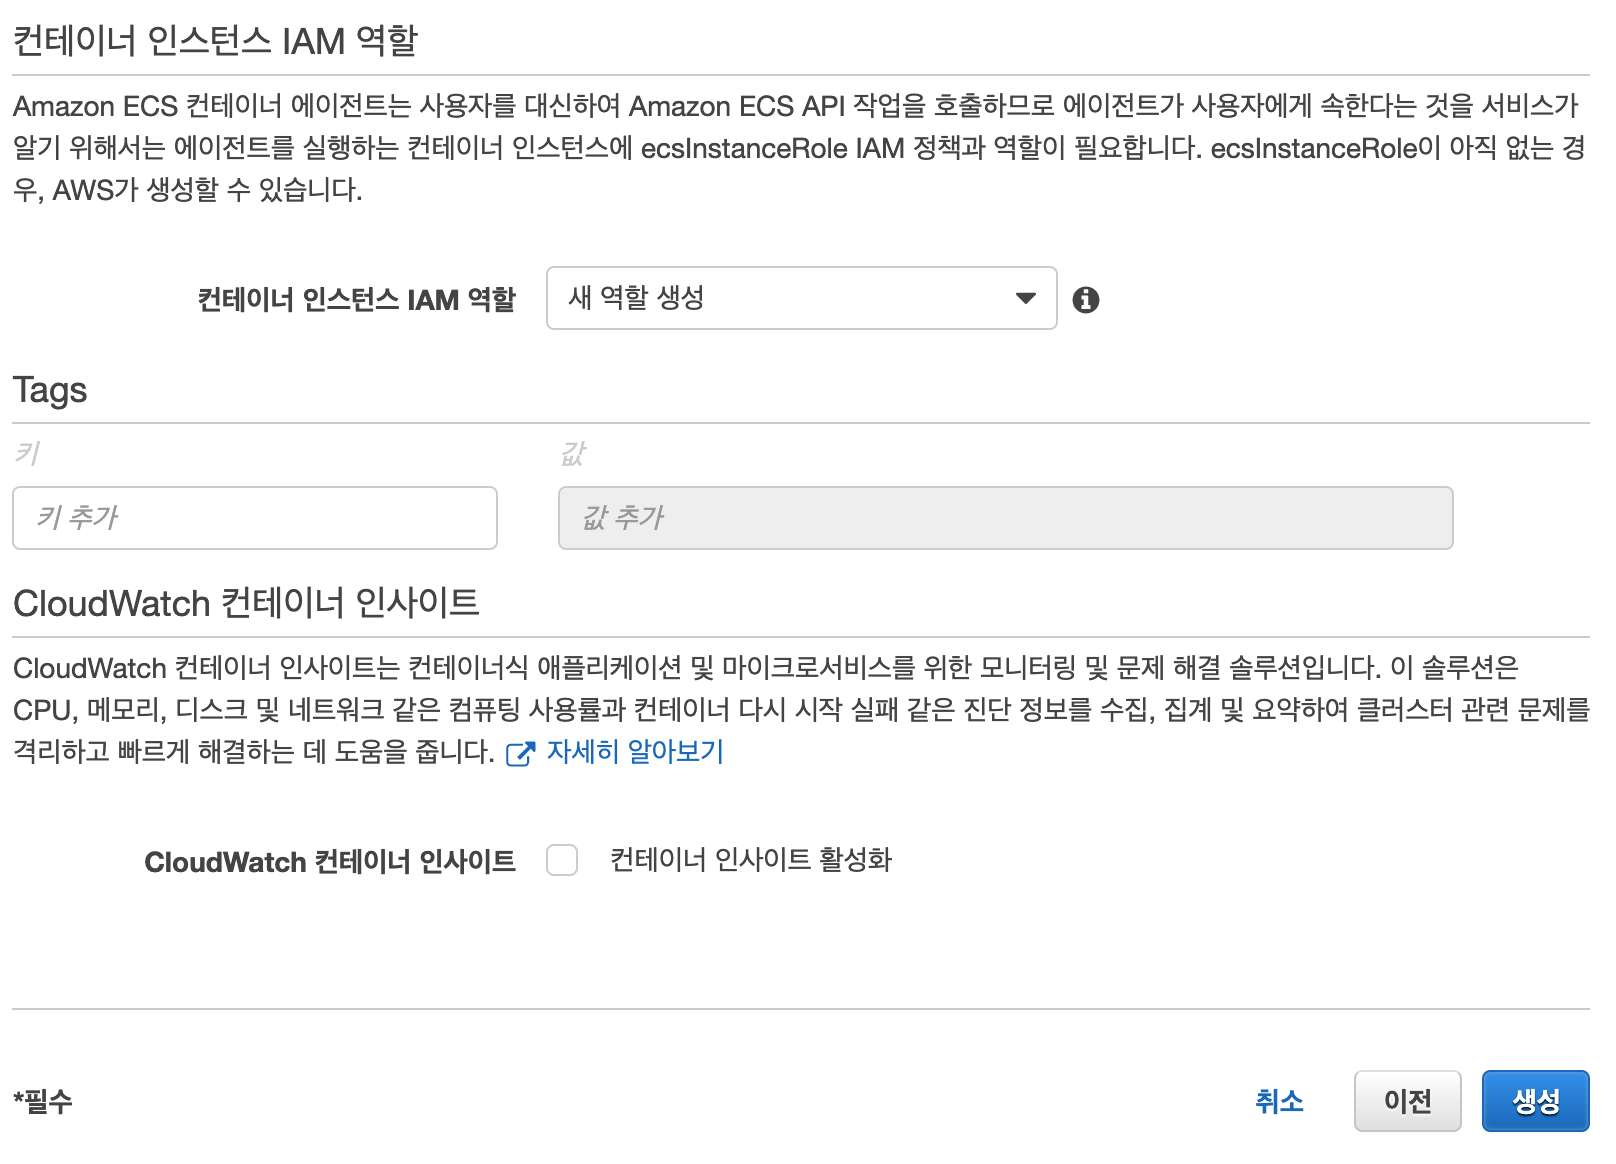 컨테이너 인스턴스 IAM 역할
Amazon ECS 컨테이너 에이전트는 사용자를 대신하여 Amazon ECS API 작업을 호출하므로 에이전트가 사용자에게 속한다는 것을 서비스가
알기 위해서는 에이전트를 실행하는 컨테이너 인스턴스에 ecsInstanceRole IAM 정책과 역할이 필요합니다. ecsInstanceRole이 아직 없는 경
우, AWS가 생성할 수 있습니다.
컨테이너 인스턴스 IAM 역할 새 역할 생성
Tags
키 값
키 추가 값 추가
CloudWatch 컨테이너 인사이트
CloudWatch 컨테이너 인사이트는 컨테이너식 애플리케이션 및 마이크로서비스를 위한 모니터링 및 문제 해결 솔루션입니다. 이 솔루션은
CPU, 메모리, 디스크 및 네트워크 같은 컴퓨팅 사용률과 컨테이너 다시 시작 실패 같은 진단 정보를 수집, 집계 및 요약하여 클러스터 관련 문제를
격리하고 빠르게 해결하는 데 도움을 줍니다. 자세히 알아보기
CloudWatch 컨테이너 인사이트 컨테이너 인사이트 활성화
*필수 취소 이전 생성